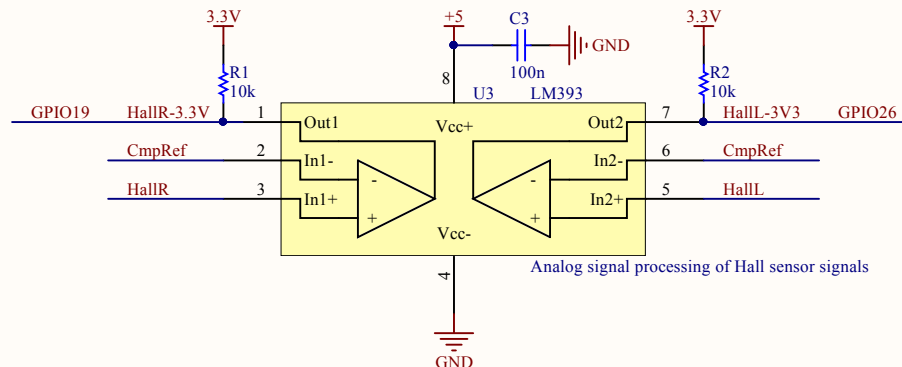 3.3V
+5
C3
3.3V
GND
R1
10k
100n
R2
10k
8
U3
LM393
GPIO19
HallR-3.3V
1
Out1
Vcc+
Out2
7
HallL-3V3
GPIO26
CmpRef
2
In1-
-
-
In2-
6
CmpRef
HallR
3
In1+
+
+
In2+
5
HallL
Vcc-
4
Analog signal processing of Hall sensor signals
GND